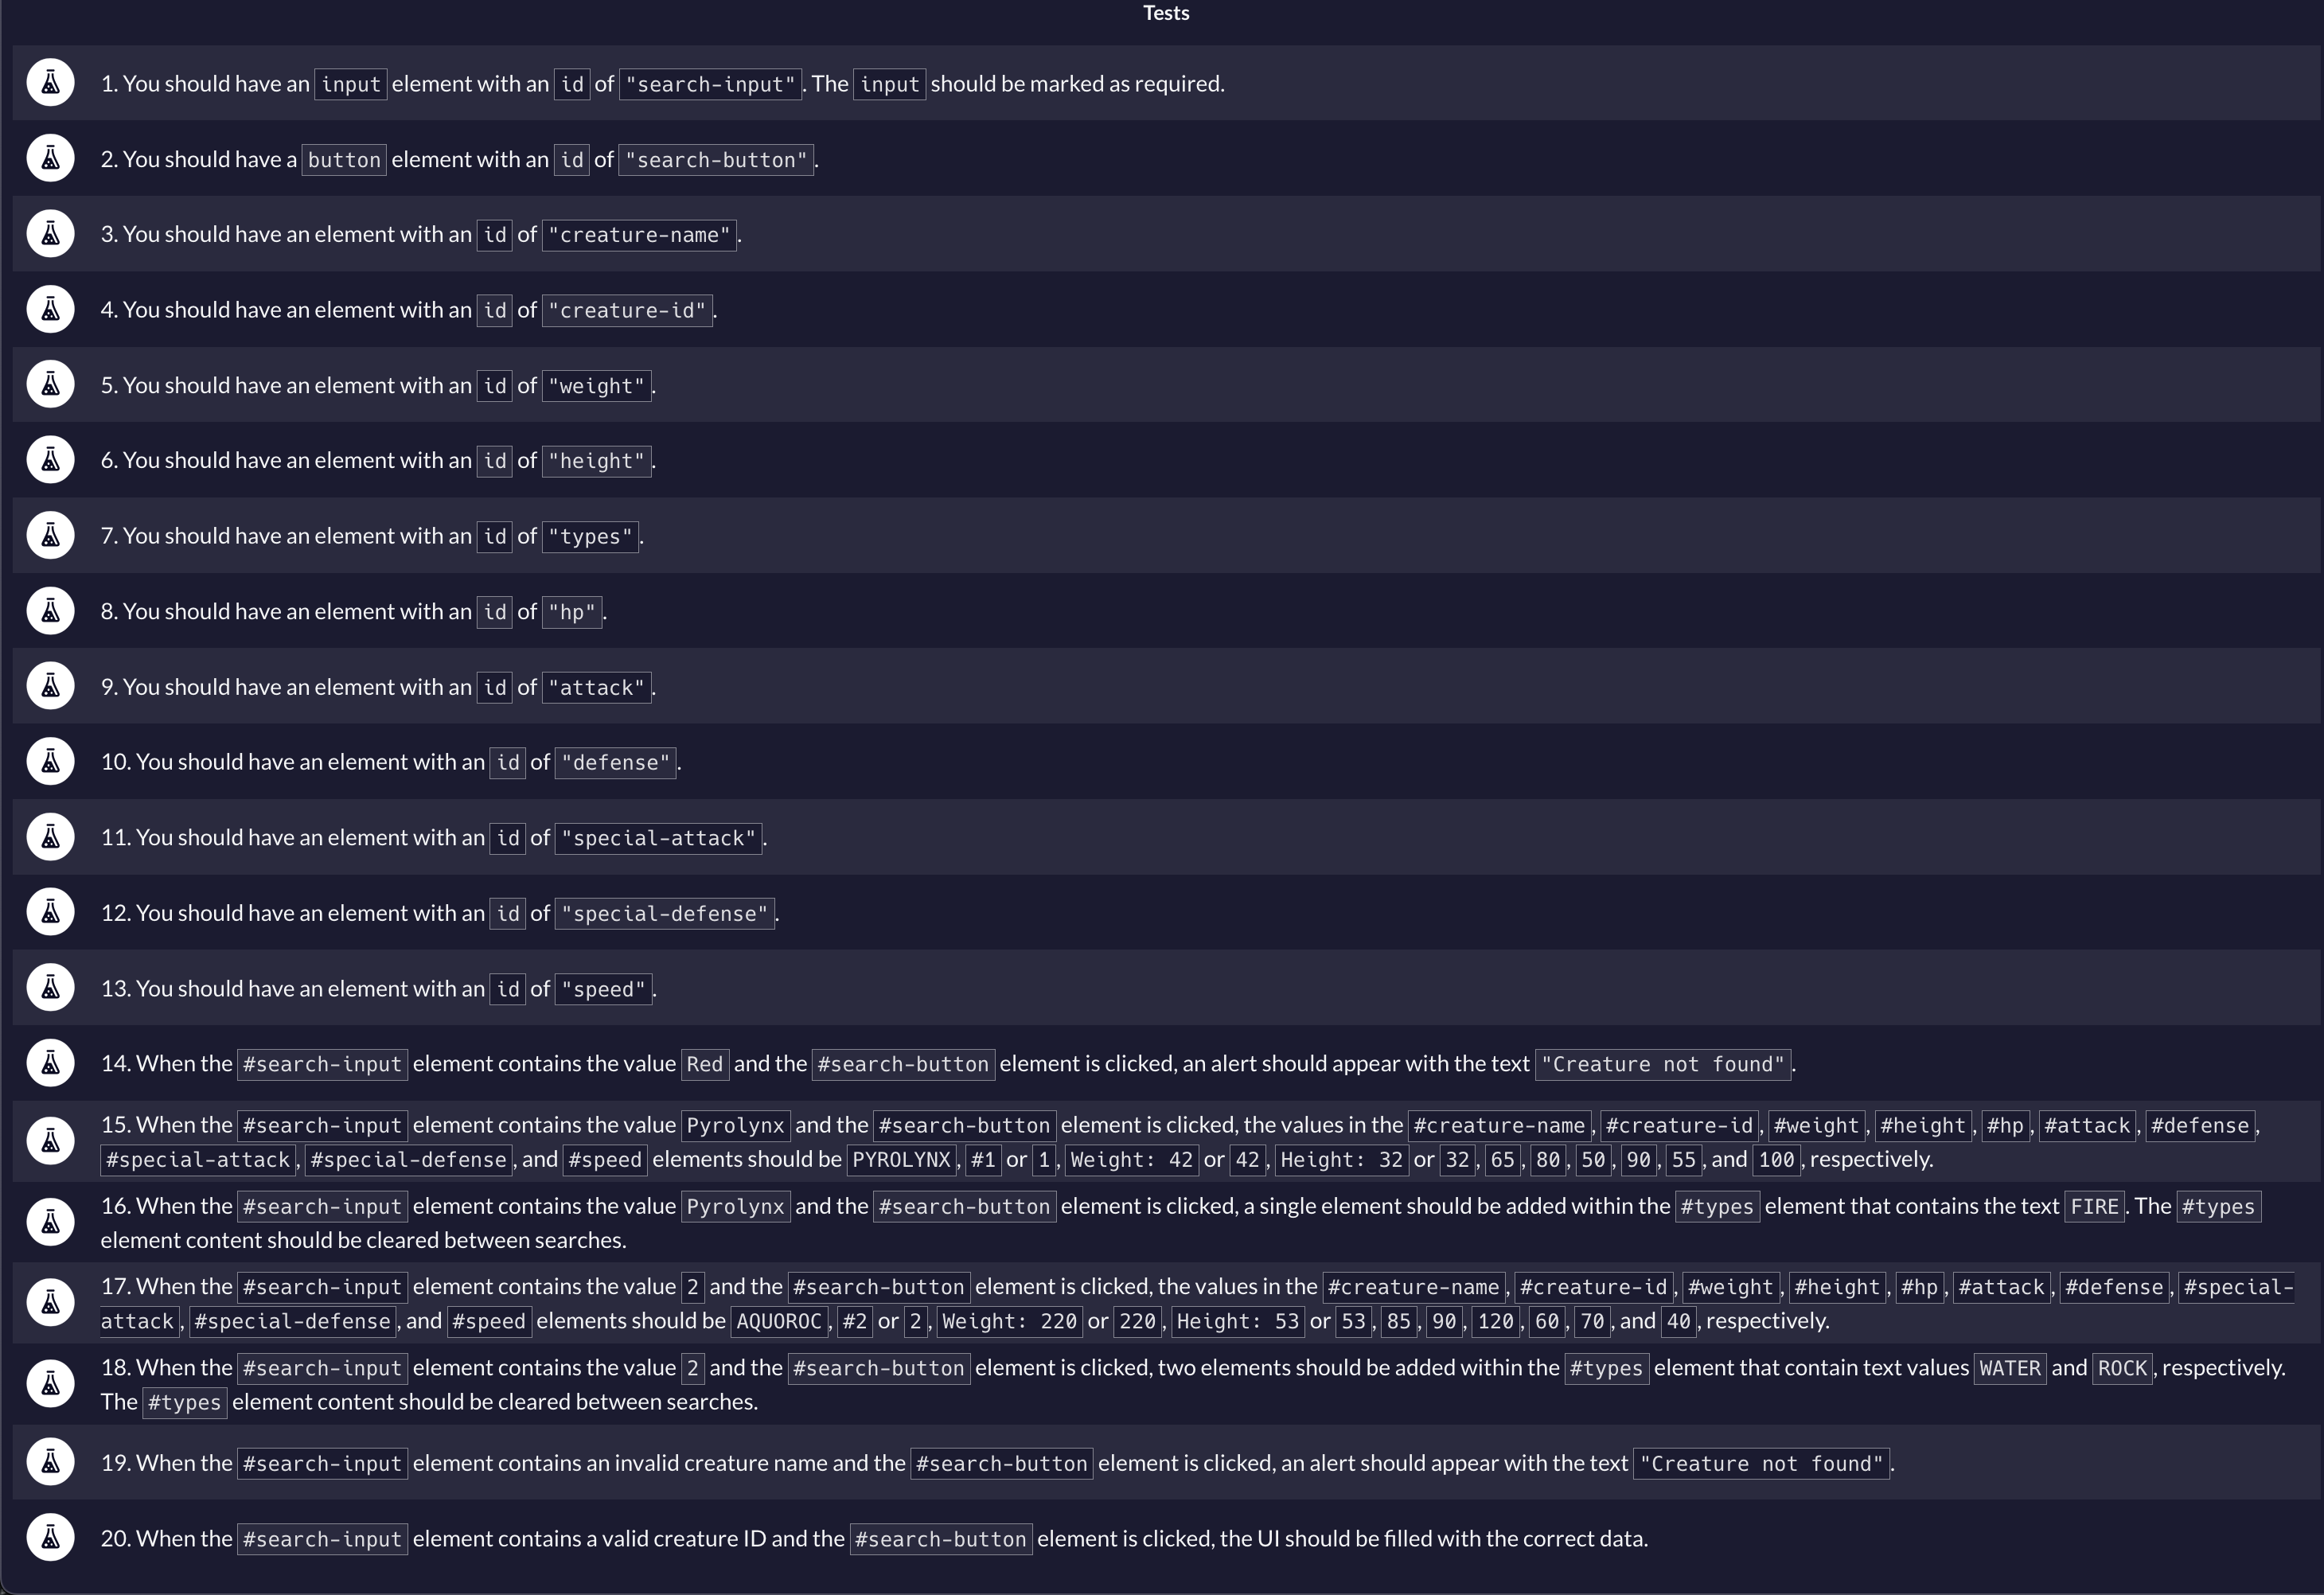 Tests
1. You should have an input element with an id of "search-input". The input should be marked as required.
2. You should have a button element with an id of "search-button".
3. You should have an element with an id of "creature-name".
4. You should have an element with an id of "creature-id".
5. You should have an element with an id of "weight".
6. You should have an element with an id of "height".
7. You should have an element with an id of "types".
8. You should have an element with an id of "hp".
9. You should have an element with an id of "attack".
10. You should have an element with an id of "defense".
11. You should have an element with an id of "special-attack".
12. You should have an element with an id of "special-defense".
13. You should have an element with an id of "speed".
14. When the #search-input element contains the value Red and the #search-button element is clicked, an alert should appear with the text "Creature not found".
15. When the #search-input element contains the value Pyrolynx and the #search-button element is clicked, the values in the #creature-name, #creature-id, #weight, #height, #hp, #attack, #defense,
#special-attack, #special-defense, and #speed elements should be PYROLYNX, #1 or 1, Weight: 42 or 42, Height: 32 or 32, 65, 80, 50, 90, 55, and 100, respectively.
16. When the #search-input element contains the value Pyrolynx and the #search-button element is clicked, a single element should be added within the #types element that contains the text FIRE. The #types
element content should be cleared between searches.
17. When the #search-input element contains the value 2 and the #search-button element is clicked, the values in the #creature-name, #creature-id, #weight, #height, #hp, #attack, #defense, #special-
attack, #special-defense, and #speed elements should be AQUOROC, #2 or 2, Weight: 220 or 220, Height: 53 or 53, 85, 90, 120, 60, 70, and 40, respectively.
18. When the #search-input element contains the value 2 and the #search-button element is clicked, two elements should be added within the #types element that contain text values WATER and ROCK, respectively.
The #types element content should be cleared between searches.
19. When the #search-input element contains an invalid creature name and the #search-button element is clicked, an alert should appear with the text "Creature not found".
20. When the #search-input element contains a valid creature ID and the #search-button element is clicked, the UI should be filled with the correct data.